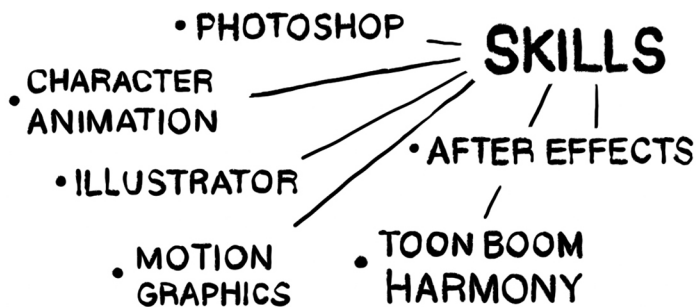 SKILLS
• PHOTOSHOP
• CHARACTER
ANIMATION
• ILLUSTRATOR
• AFTER EFFECTS
• MOTION
GRAPHICS
• TOON BOOM
HARMONY